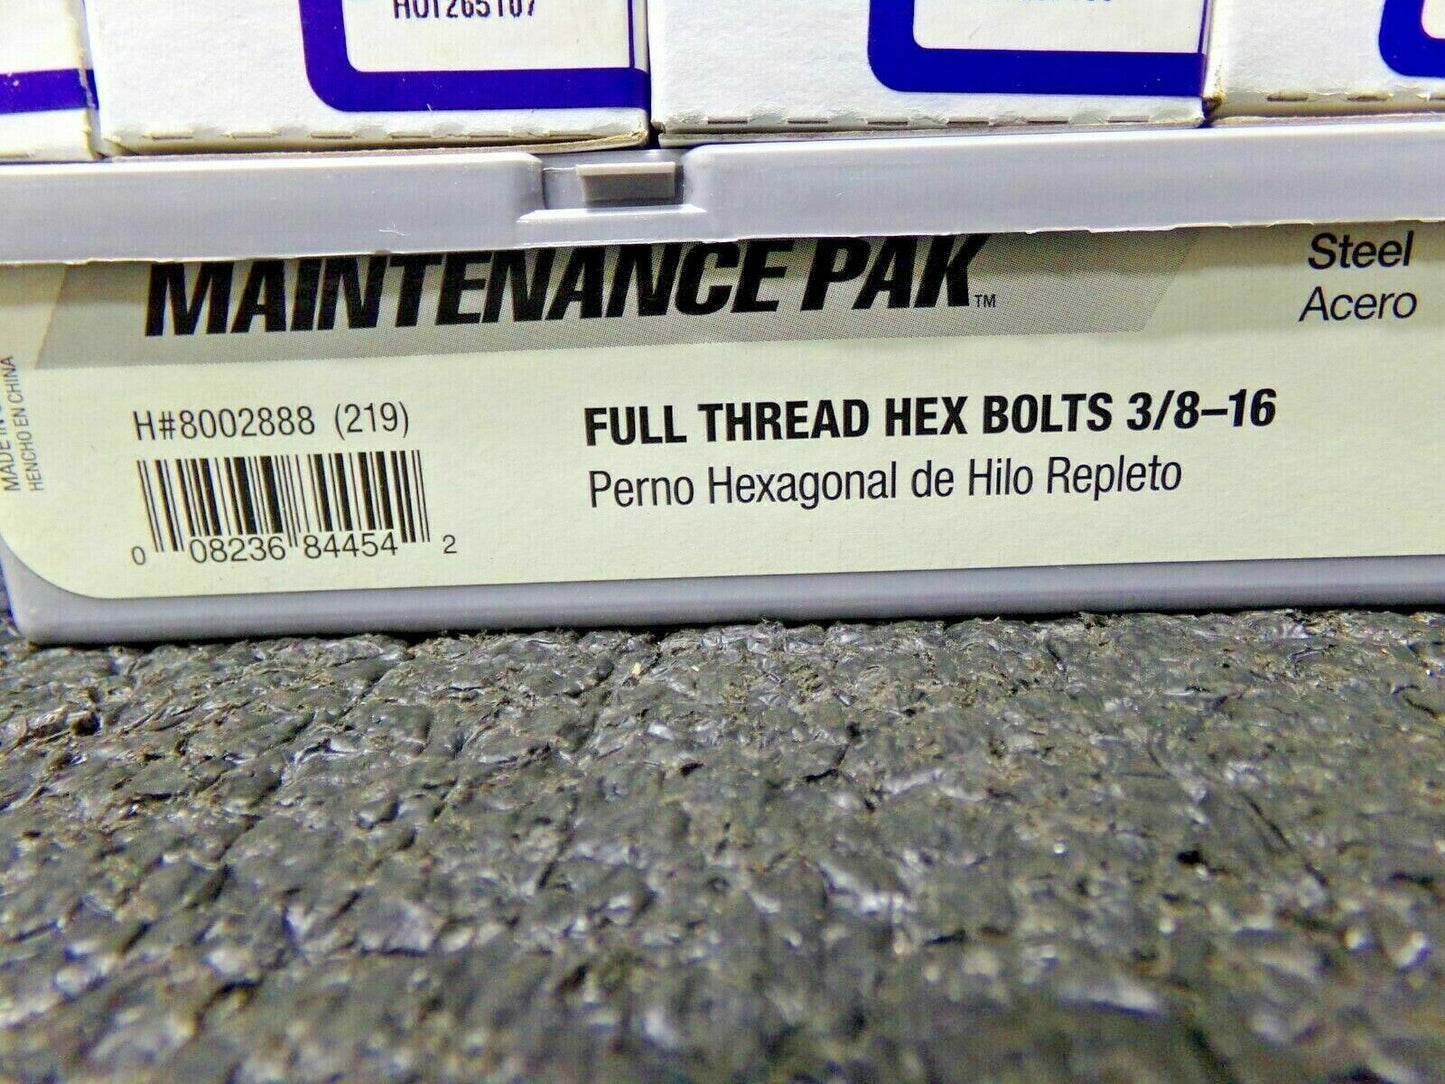 MAINTENANCE PAK™
Steel
Acero
HENCHO EN CHINA
H#8002888 (219)
FULL THREAD HEX BOLTS 3/8–16
Perno Hexagonal de Hilo Repleto
0 08236 84454 2